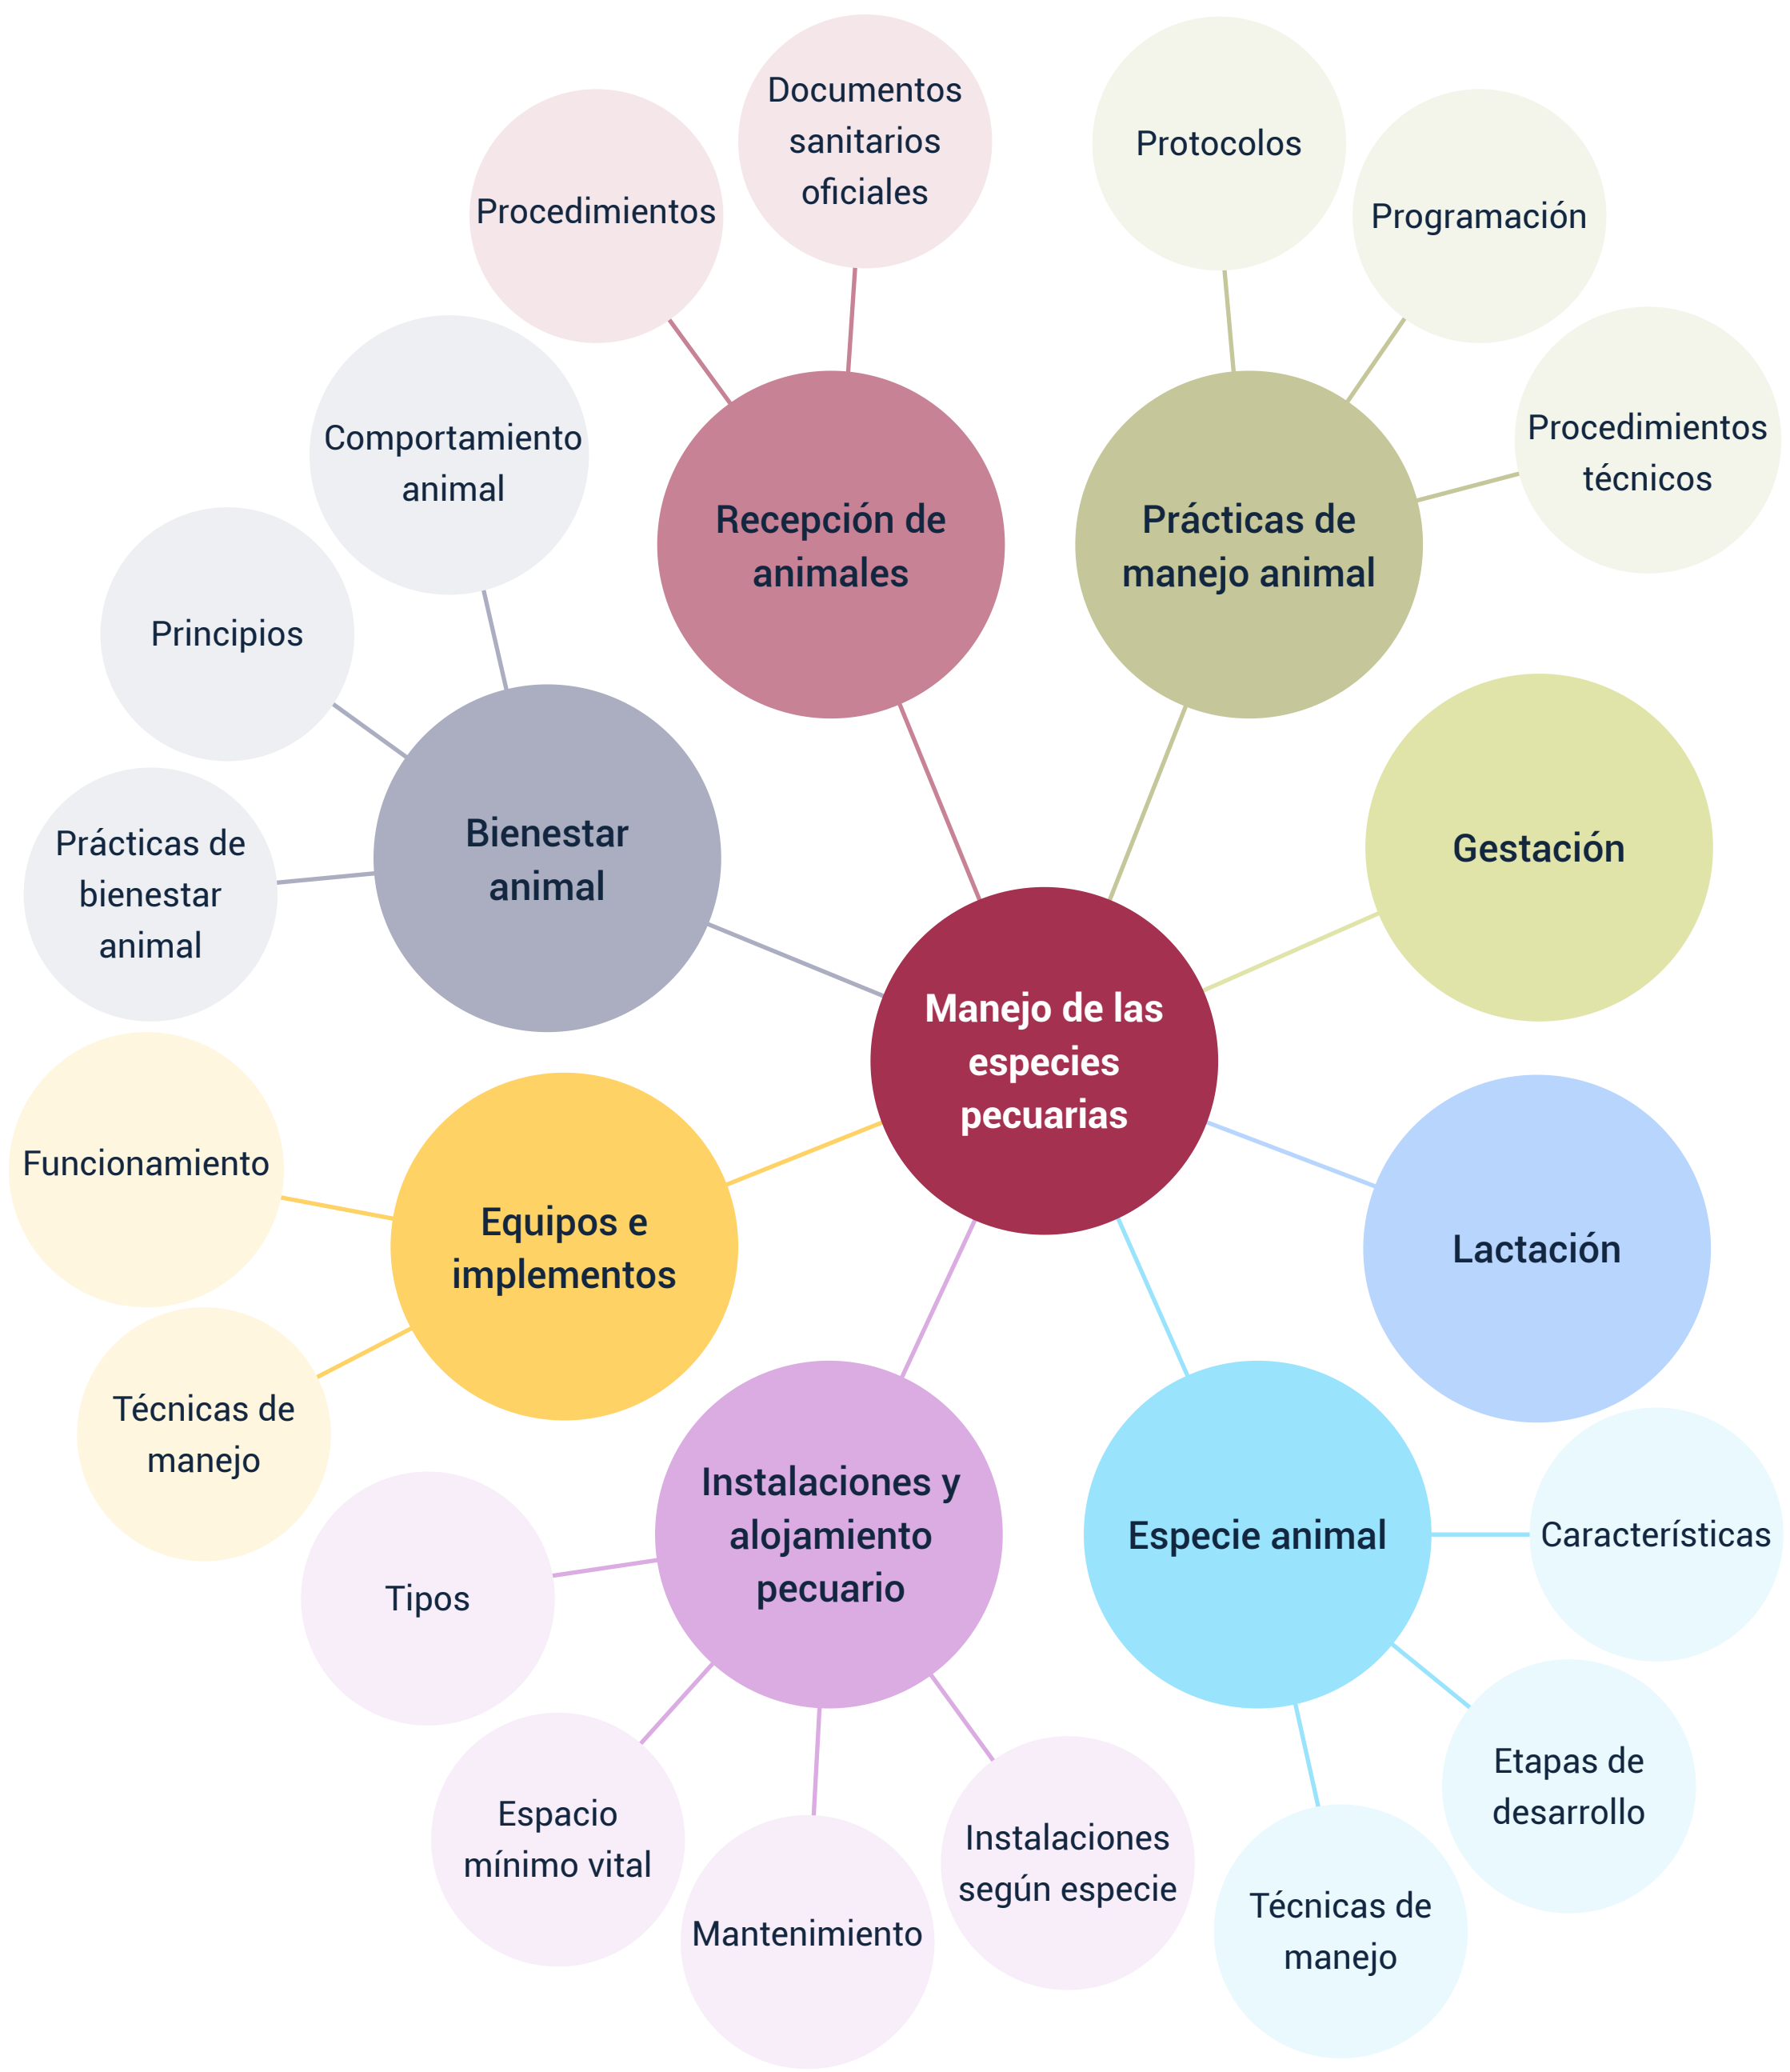 Documentos
sanitarios
oficiales
Procedimientos
Protocolos
Programación
Procedimientos
técnicos
Comportamiento
animal
Principios
Prácticas de
bienestar
animal
Recepción de
animales
Prácticas de
manejo animal
Bienestar
animal
Gestación
Manejo de las
especies
pecuarias
Funcionamiento
Equipos e
implementos
Técnicas de
manejo
Lactación
Instalaciones y
alojamiento
pecuario
Tipos
Espacio
mínimo vital
Mantenimiento
Instalaciones
según especie
Especie animal
Características
Etapas de
desarrollo
Técnicas de
manejo